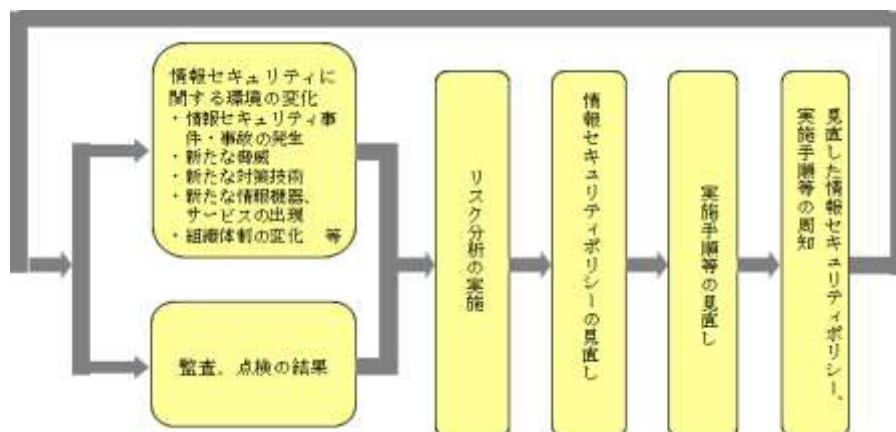 情報セキュリティに
関する環境の変化
・情報セキュリティ事
件・事故の発生
・新たな脅威
・新たな対策技術
・新たな情報機器、
サービスの出現
・組織体制の変化　等
監査、点検の結果
リスク分析の実施
情報セキュリティポリシーの見直し
実施手順等の見直し
見直した情報セキュリティポリシー、
実施手順等の周知